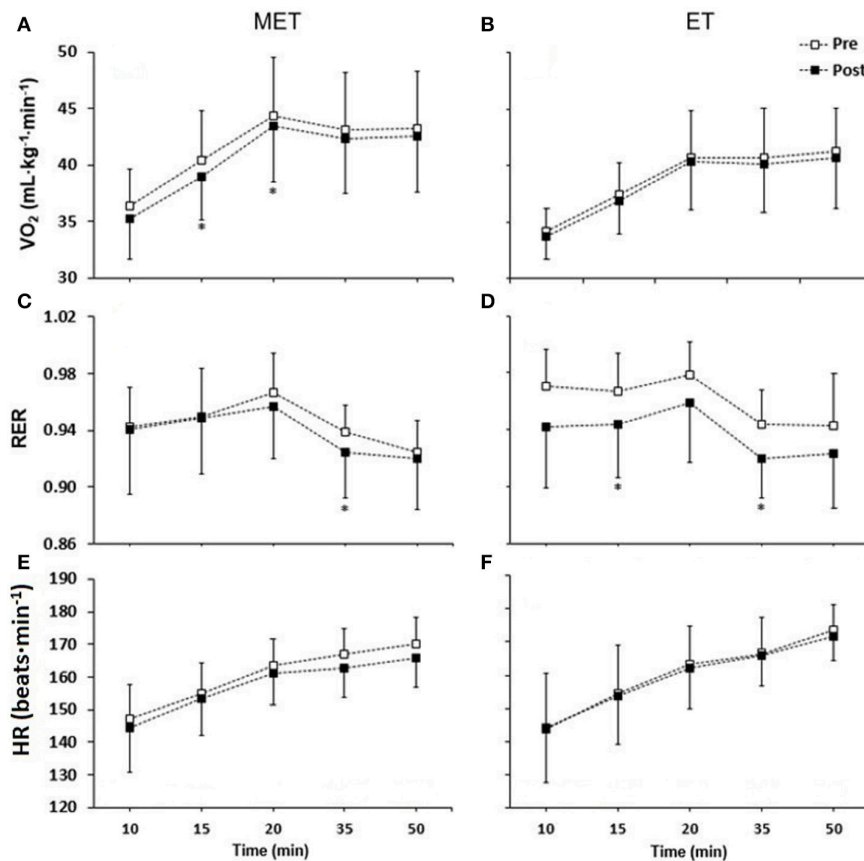 A
MET
B
ET
Pre
Post
50
45
40
35
30
VO₂ (mL·kg⁻¹·min⁻¹)
*
*
C
D
1.02
0.98
0.94
0.90
0.86
RER
*
*
*
E
F
190
180
170
160
150
140
130
120
HR (beats·min⁻¹)
10 15 20 35 50
Time (min)
10 15 20 35 50
Time (min)